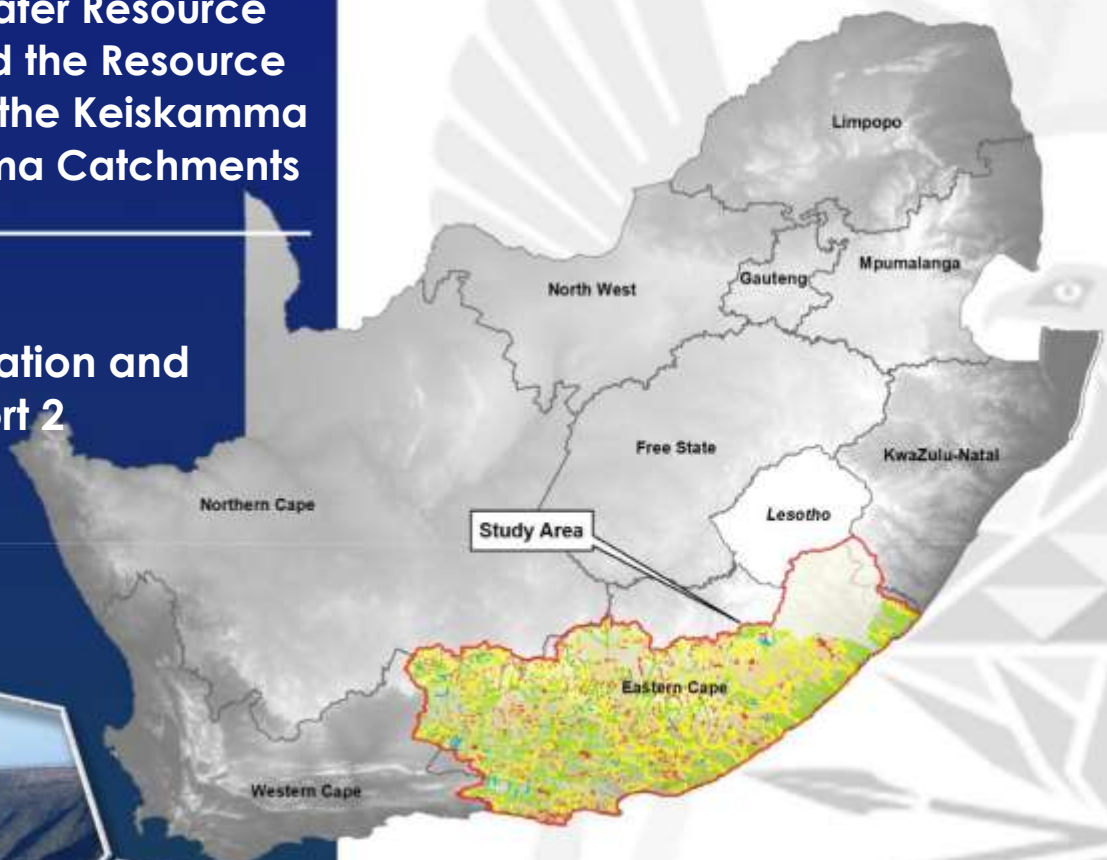 ater Resource
d the Resource
the Keiskamma
ma Catchments
ation and
rt 2
Limpopo
Mpumalanga
Gauteng
North West
Free State
KwaZulu-Natal
Northern Cape
Lesotho
Study Area
Eastern Cape
Western Cape